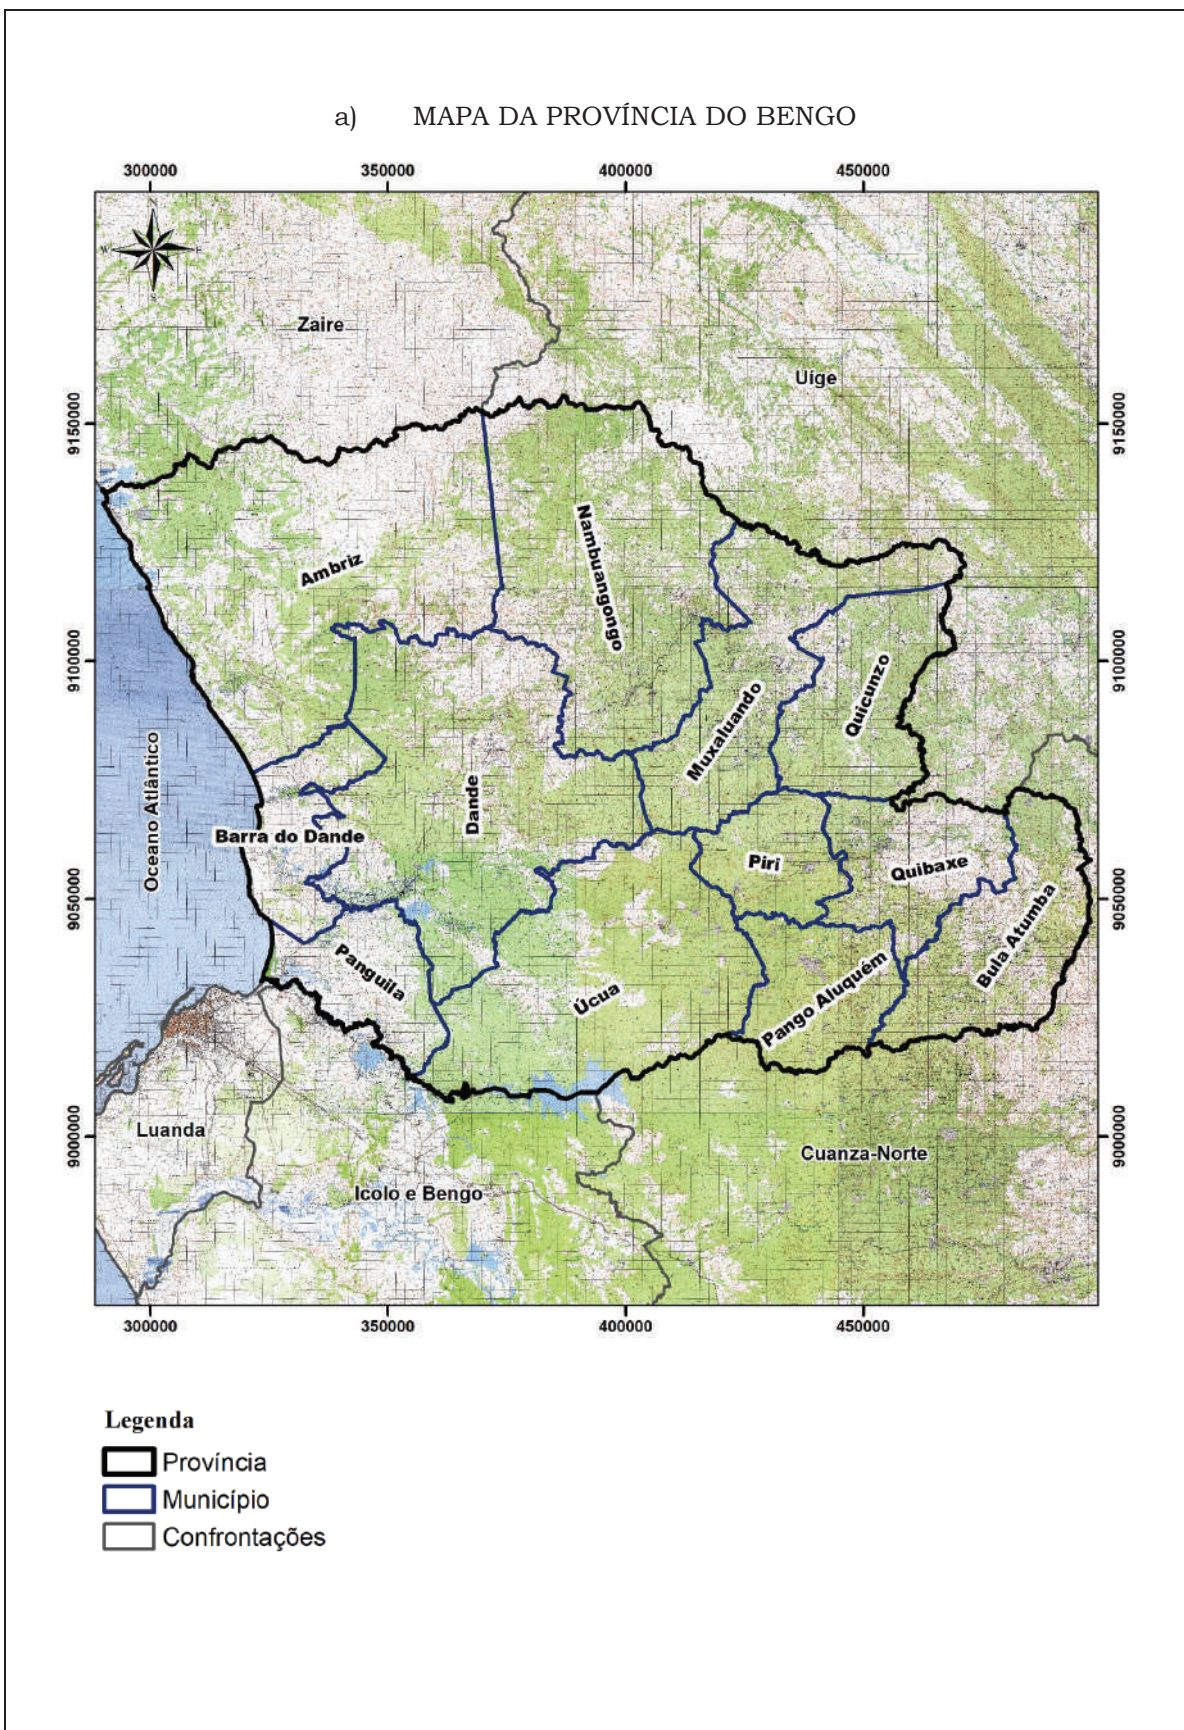 a) MAPA DA PROVÍNCIA DO BENGO
300000 350000 400000 450000
N
W E
S
Zaire
Uíge
9150000 9150000
Nambuangongo
Ambriz
9100000 9100000
Quicunzo
Muxaluando
Oceano Atlântico
Dande
Barra do Dande
Piri
Quibaxe
9050000 9050000
Bula Atumba
Panguila
Úcua
Pango Aluquém
Luanda
9000000 9000000
Cuanza-Norte
Icolo e Bengo
300000 350000 400000 450000
Legenda
Província
Município
Confrontações